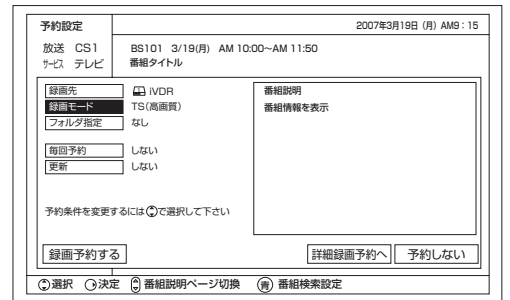 予約設定
2007年3月19日 (月) AM9:15
放送 CS1 BS101 3/19(月) AM 10:00~AM 11:50
サービス テレビ 番組タイトル
録画先 iVDR
録画モード TS(高画質)
フォルダ指定 なし
毎回予約 しない
更新 しない
番組説明
番組情報を表示
予約条件を変更するには で選択して下さい
録画予約する 詳細録画予約へ 予約しない
選択 決定 番組説明ページ切換 青 番組検索設定